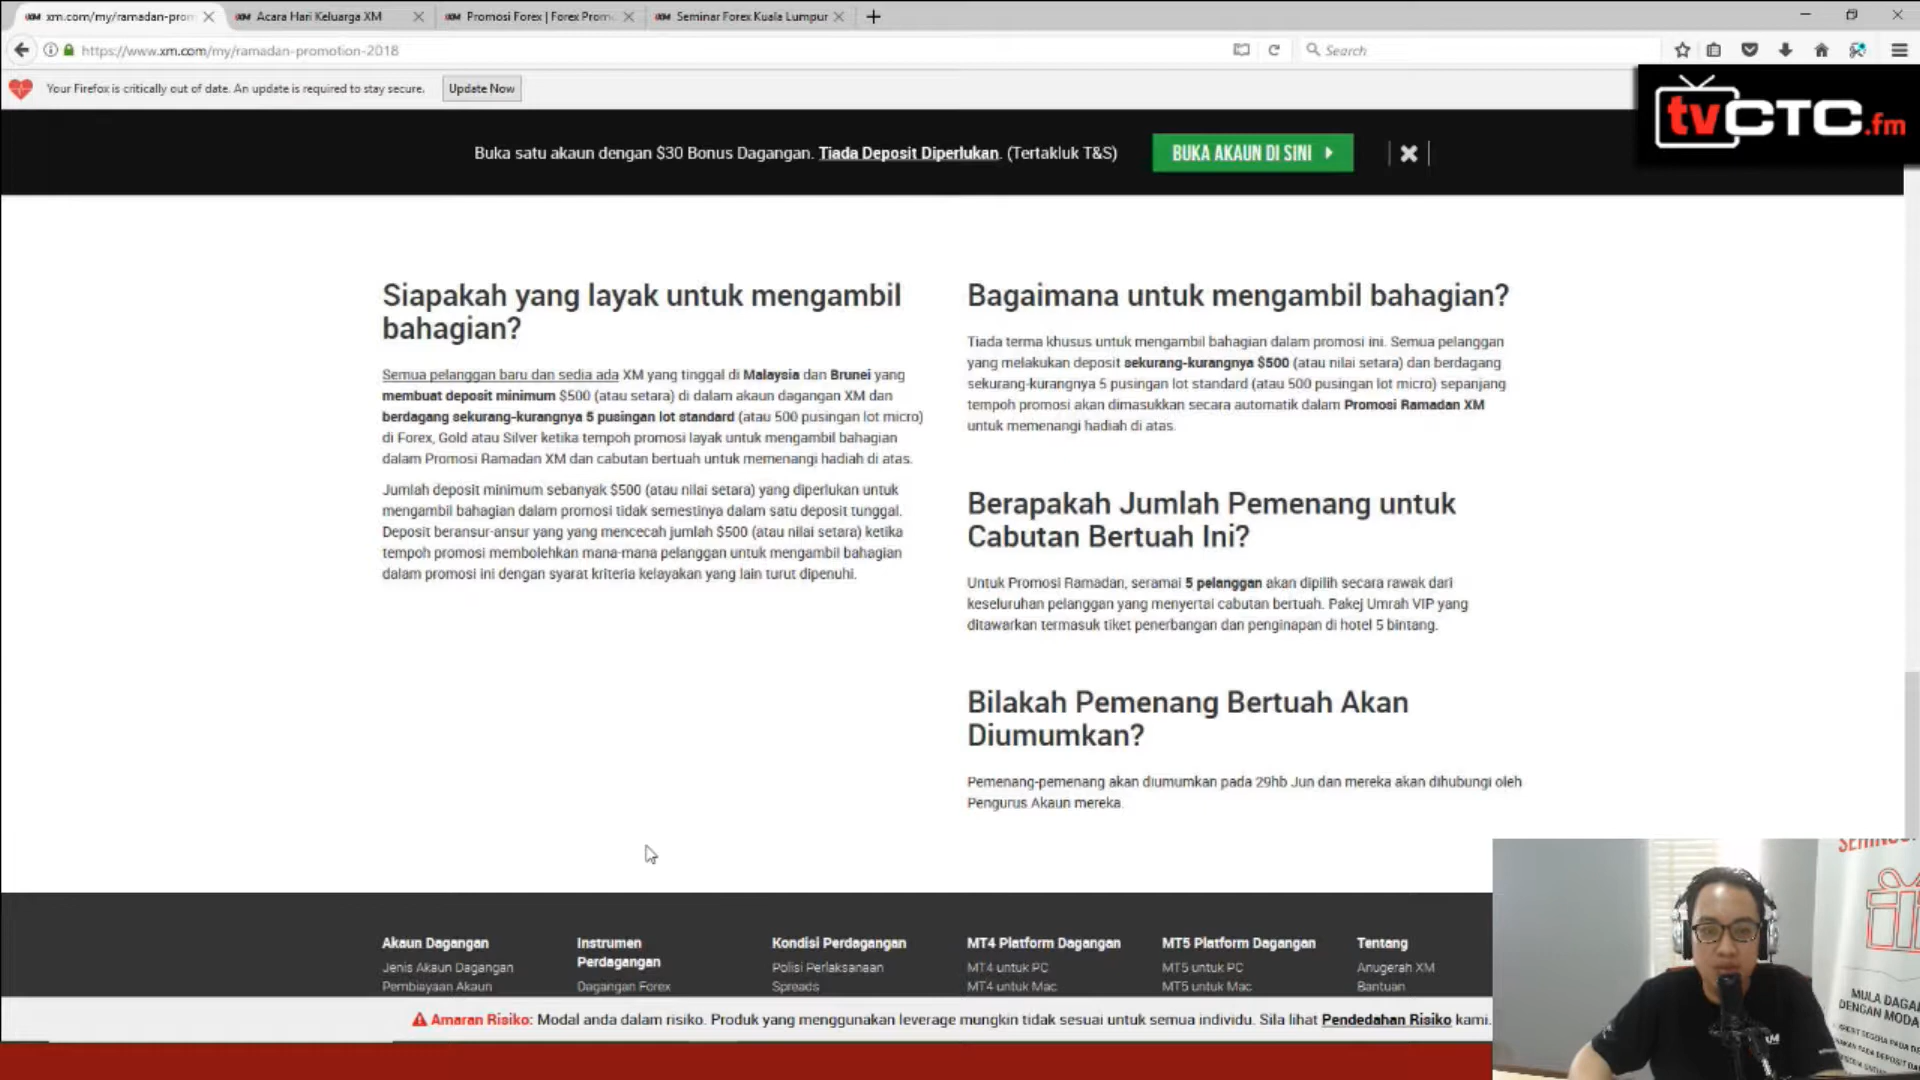 xm.com/my/ramadan-prom
Acara Hari Keluarga XM
Promosi Forex | Forex Promo
Seminar Forex Kuala Lumpur
https://www.xm.com/my/ramadan-promotion-2018
Search
Your Firefox is critically out of date. An update is required to stay secure.
Update Now
tvCTC.fm
Buka satu akaun dengan $30 Bonus Dagangan. Tiada Deposit Diperlukan. (Tertakluk T&S)
BUKA AKAUN DI SINI
Siapakah yang layak untuk mengambil
bahagian?
Semua pelanggan baru dan sedia ada XM yang tinggal di Malaysia dan Brunei yang
membuat deposit minimum $500 (atau setara) di dalam akaun dagangan XM dan
berdagang sekurang-kurangnya 5 pusingan lot standard (atau 500 pusingan lot micro)
di Forex, Gold atau Silver ketika tempoh promosi layak untuk mengambil bahagian
dalam Promosi Ramadan XM dan cabutan bertuah untuk memenangi hadiah di atas.
Jumlah deposit minimum sebanyak $500 (atau nilai setara) yang diperlukan untuk
mengambil bahagian dalam promosi tidak semestinya dalam satu deposit tunggal.
Deposit beransur-ansur yang yang mencecah jumlah $500 (atau nilai setara) ketika
tempoh promosi membolehkan mana-mana pelanggan untuk mengambil bahagian
dalam promosi ini dengan syarat kriteria kelayakan yang lain turut dipenuhi.
Bagaimana untuk mengambil bahagian?
Tiada terma khusus untuk mengambil bahagian dalam promosi ini. Semua pelanggan
yang melakukan deposit sekurang-kurangnya $500 (atau nilai setara) dan berdagang
sekurang-kurangnya 5 pusingan lot standard (atau 500 pusingan lot micro) sepanjang
tempoh promosi akan dimasukkan secara automatik dalam Promosi Ramadan XM
untuk memenangi hadiah di atas.
Berapakah Jumlah Pemenang untuk
Cabutan Bertuah Ini?
Untuk Promosi Ramadan, seramai 5 pelanggan akan dipilih secara rawak dari
keseluruhan pelanggan yang menyertai cabutan bertuah. Pakej Umrah VIP yang
ditawarkan termasuk tiket penerbangan dan penginapan di hotel 5 bintang.
Bilakah Pemenang Bertuah Akan
Diumumkan?
Pemenang-pemenang akan diumumkan pada 29hb Jun dan mereka akan dihubungi oleh
Pengurus Akaun mereka.
Akaun Dagangan
Jenis Akaun Dagangan
Pembiayaan Akaun
Instrumen
Perdagangan
Dagangan Forex
Kondisi Perdagangan
Polisi Perlaksanaan
Spreads
MT4 Platform Dagangan
MT4 untuk PC
MT4 untuk Mac
MT5 Platform Dagangan
MT5 untuk PC
MT5 untuk Mac
Tentang
Anugerah XM
Bantuan
Amaran Risiko: Modal anda dalam risiko. Produk yang menggunakan leverage mungkin tidak sesuai untuk semua individu. Sila lihat Pendedahan Risiko kami.
MULA DAGA
DENGAN MODA